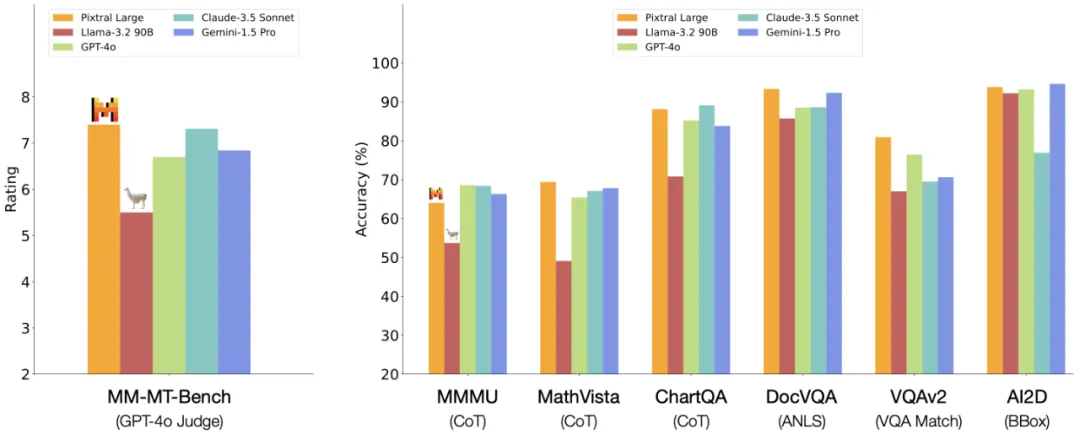 Pixtral Large
Llama-3.2 90B
GPT-4o
Claude-3.5 Sonnet
Gemini-1.5 Pro
Rating
8
7
6
5
4
3
2
MM-MT-Bench
(GPT-4o Judge)
Pixtral Large
Llama-3.2 90B
GPT-4o
Claude-3.5 Sonnet
Gemini-1.5 Pro
Accuracy (%)
100
90
80
70
60
50
40
30
20
MMMU
(CoT)
MathVista
(CoT)
ChartQA
(CoT)
DocVQA
(ANLS)
VQAv2
(VQA Match)
AI2D
(BBox)